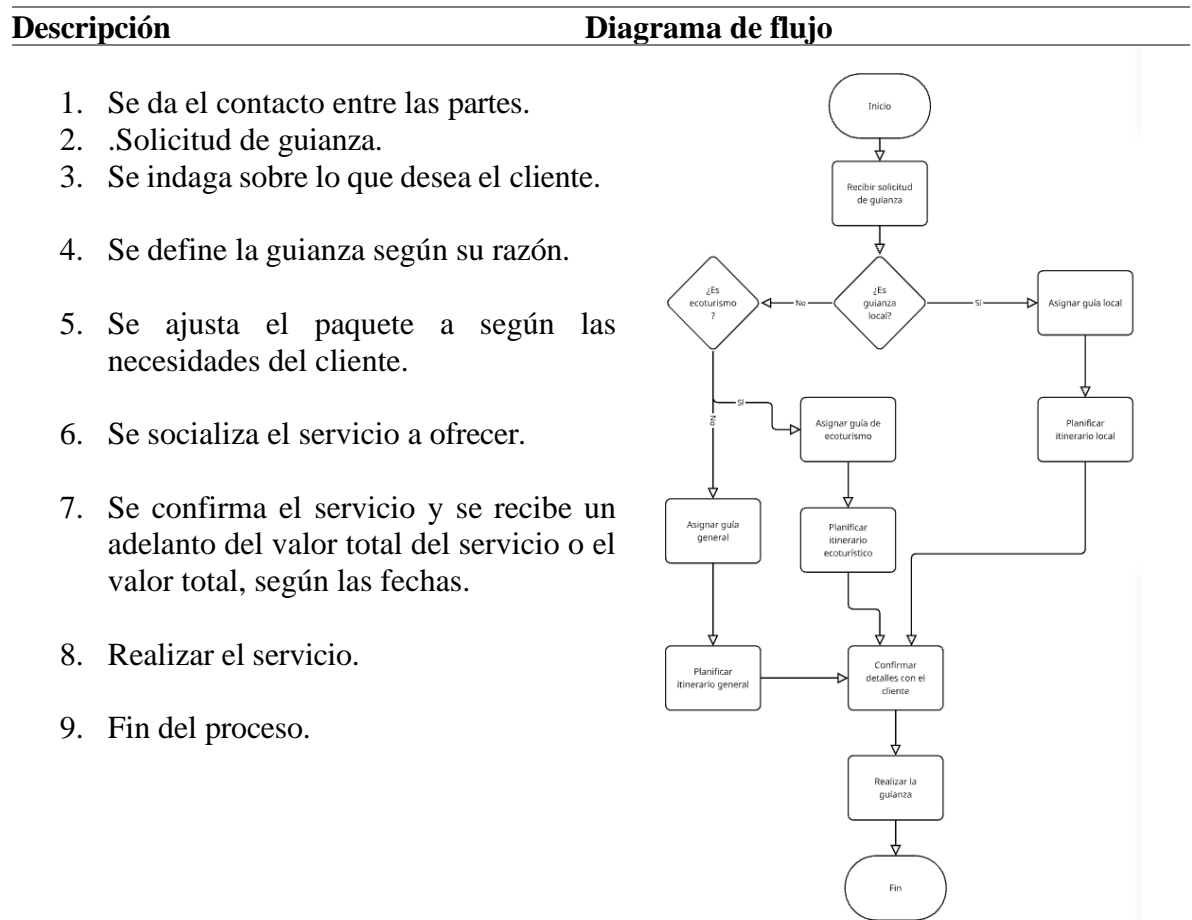 Descripción Diagrama de flujo
1. Se da el contacto entre las partes.
2. .Solicitud de guianza.
3. Se indaga sobre lo que desea el cliente.
4. Se define la guianza según su razón.
5. Se ajusta el paquete a según las
necesidades del cliente.
6. Se socializa el servicio a ofrecer.
7. Se confirma el servicio y se recibe un
adelanto del valor total del servicio o el
valor total, según las fechas.
8. Realizar el servicio.
9. Fin del proceso.
Inicio
Recibir solicitud
de guianza
¿Es
guianza
local?
No
¿Es
ecoturismo
?
Sí
Asignar guía local
Planificar
itinerario local
Sí
Asignar guía de
ecoturismo
Planificar
itinerario
ecoturístico
No
Asignar guía
general
Planificar
itinerario general
Confirmar
detalles con el
cliente
Realizar la
guianza
Fin